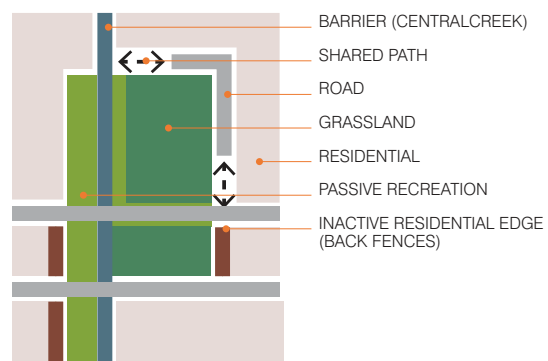 BARRIER (CENTRALCREEK)
SHARED PATH
ROAD
GRASSLAND
RESIDENTIAL
PASSIVE RECREATION
INACTIVE RESIDENTIAL EDGE
(BACK FENCES)